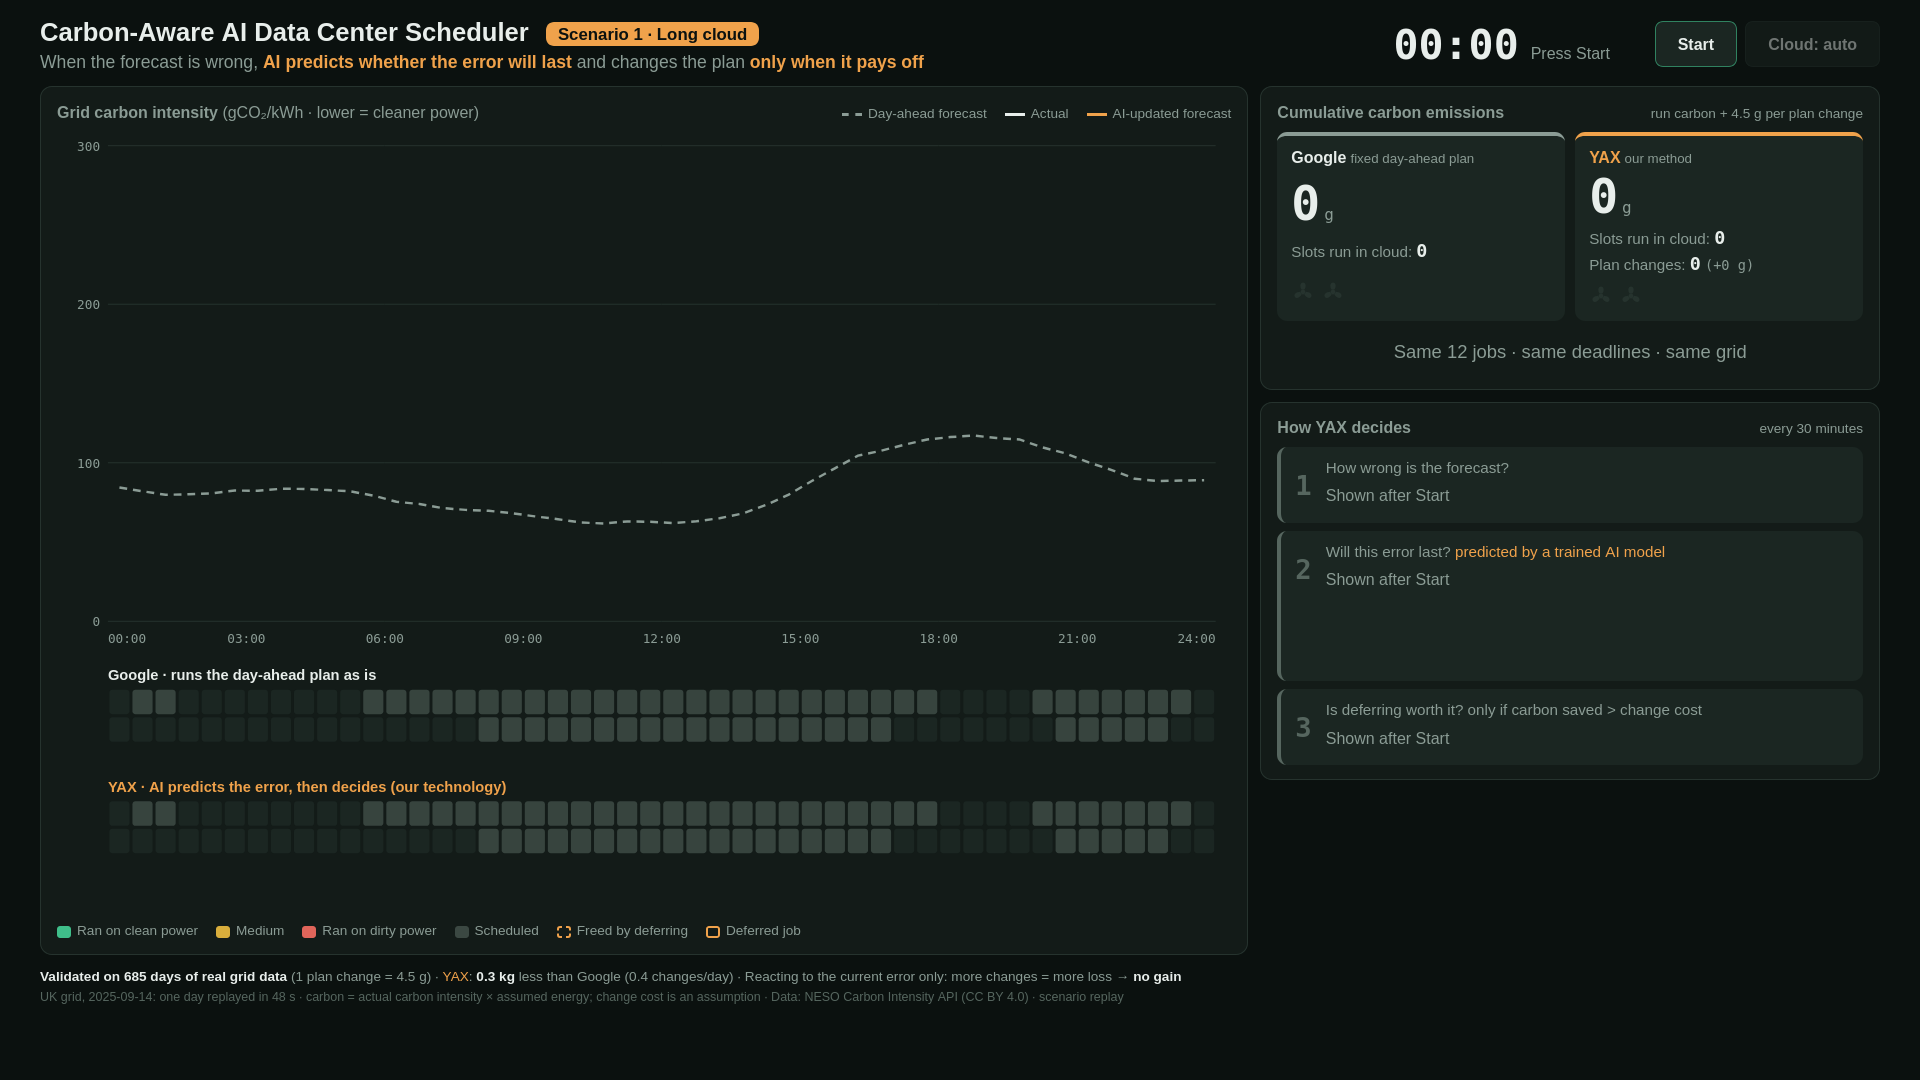 Carbon-Aware AI Data Center Scheduler Scenario 1 · Long cloud
When the forecast is wrong, AI predicts whether the error will last and changes the plan only when it pays off
00:00 Press Start
Start
Cloud: auto
Grid carbon intensity (gCO₂/kWh · lower = cleaner power)
Day-ahead forecast
Actual
AI-updated forecast
300
200
100
0
00:00 03:00 06:00 09:00 12:00 15:00 18:00 21:00 24:00
Google · runs the day-ahead plan as is
YAX · AI predicts the error, then decides (our technology)
Ran on clean power
Medium
Ran on dirty power
Scheduled
Freed by deferring
Deferred job
Cumulative carbon emissions
run carbon + 4.5 g per plan change
Google fixed day-ahead plan
0 g
Slots run in cloud: 0
YAX our method
0 g
Slots run in cloud: 0
Plan changes: 0 (+0 g)
Same 12 jobs · same deadlines · same grid
How YAX decides
every 30 minutes
1
How wrong is the forecast?
Shown after Start
2
Will this error last? predicted by a trained AI model
Shown after Start
3
Is deferring worth it? only if carbon saved > change cost
Shown after Start
Validated on 685 days of real grid data (1 plan change = 4.5 g) · YAX: 0.3 kg less than Google (0.4 changes/day) · Reacting to the current error only: more changes = more loss → no gain
UK grid, 2025-09-14: one day replayed in 48 s · carbon = actual carbon intensity × assumed energy; change cost is an assumption · Data: NESO Carbon Intensity API (CC BY 4.0) · scenario replay